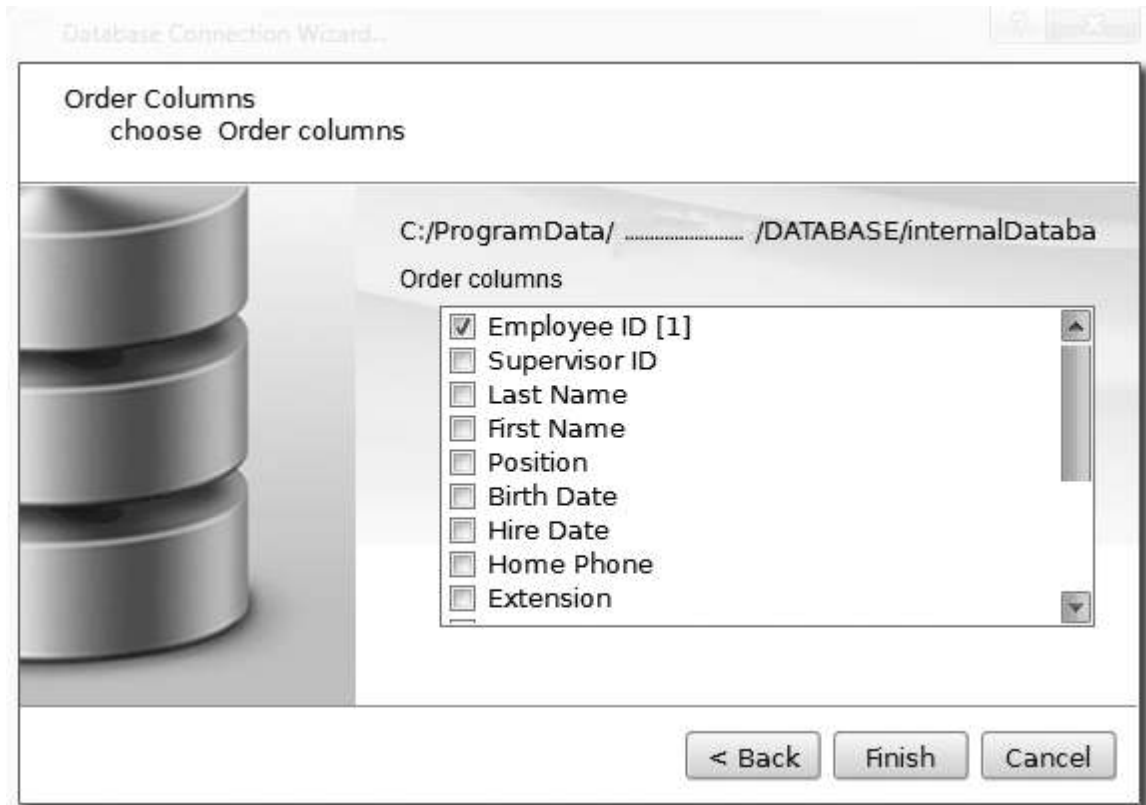 Database Connection Wizard...
Order Columns
choose Order columns
C:/ProgramData/ ........................ /DATABASE/internalDataba
Order columns
Employee ID [1]
Supervisor ID
Last Name
First Name
Position
Birth Date
Hire Date
Home Phone
Extension
< Back Finish Cancel